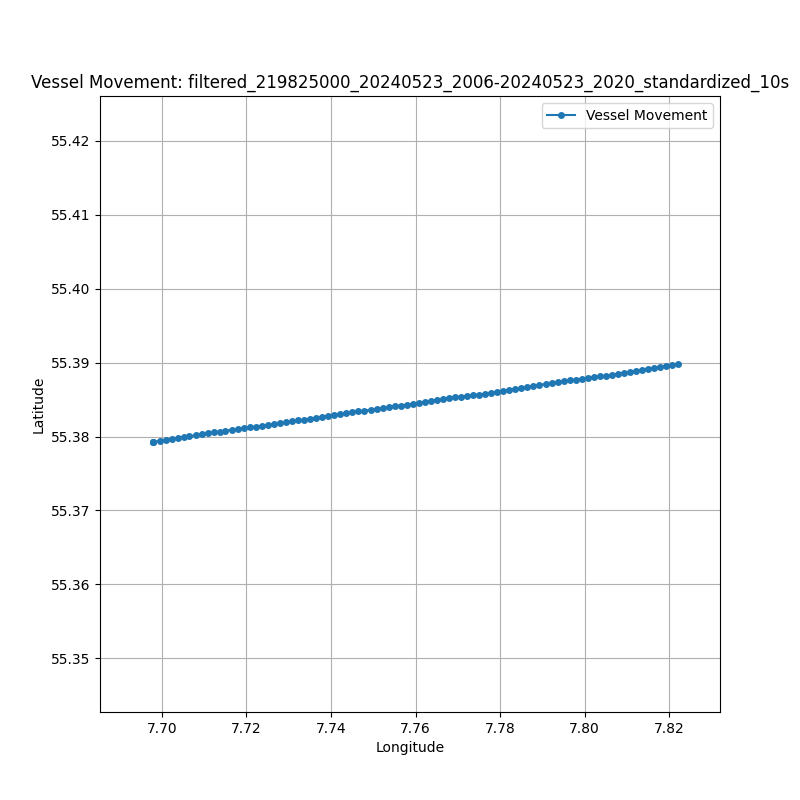 Vessel Movement: filtered_219825000_20240523_2006-20240523_2020_standardized_10s
Vessel Movement
55.42
55.41
55.40
55.39
55.38
55.37
55.36
55.35
Latitude
7.70 7.72 7.74 7.76 7.78 7.80 7.82
Longitude